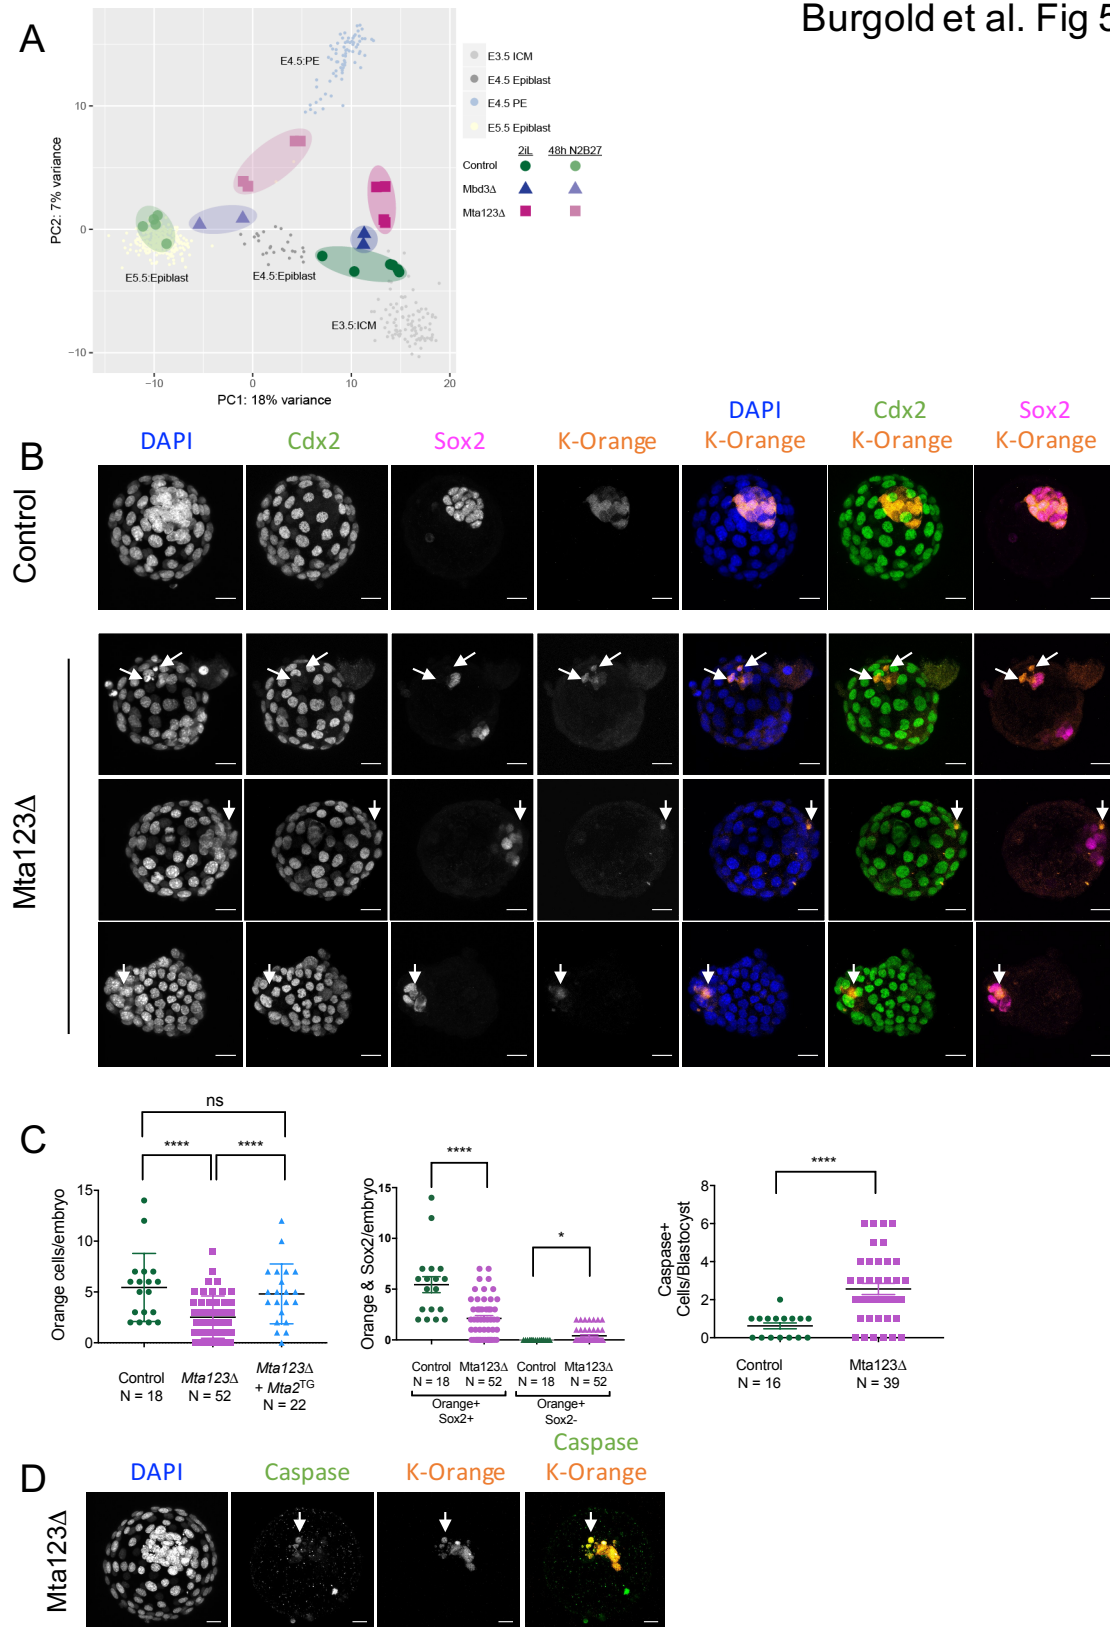 Burgold et al. Fig 5
A
E4.5:PE
E5.5:Epiblast
E4.5:Epiblast
E3.5:ICM
10
0
−10
−10
0
10
20
PC2: 7% variance
PC1: 18% variance
E3.5 ICM
E4.5 Epiblast
E4.5 PE
E5.5 Epiblast
2iL 48h N2B27
Control
Mbd3Δ
Mta123Δ
B
DAPI
Cdx2
Sox2
K-Orange
DAPI
K-Orange
Cdx2
K-Orange
Sox2
K-Orange
Control
Mta123Δ
C
ns
**** ****
Orange cells/embryo
15
10
5
0
Control
N = 18
Mta123Δ
N = 52
Mta123Δ
+ Mta2TG
N = 22
****
*
Orange & Sox2/embryo
15
10
5
0
Control
N = 18
Mta123Δ
N = 52
Control
N = 18
Mta123Δ
N = 52
Orange+
Sox2+
Orange+
Sox2-
****
Caspase+
Cells/Blastocyst
8
6
4
2
0
Control
N = 16
Mta123Δ
N = 39
D
DAPI
Caspase
K-Orange
Caspase
K-Orange
Mta123Δ